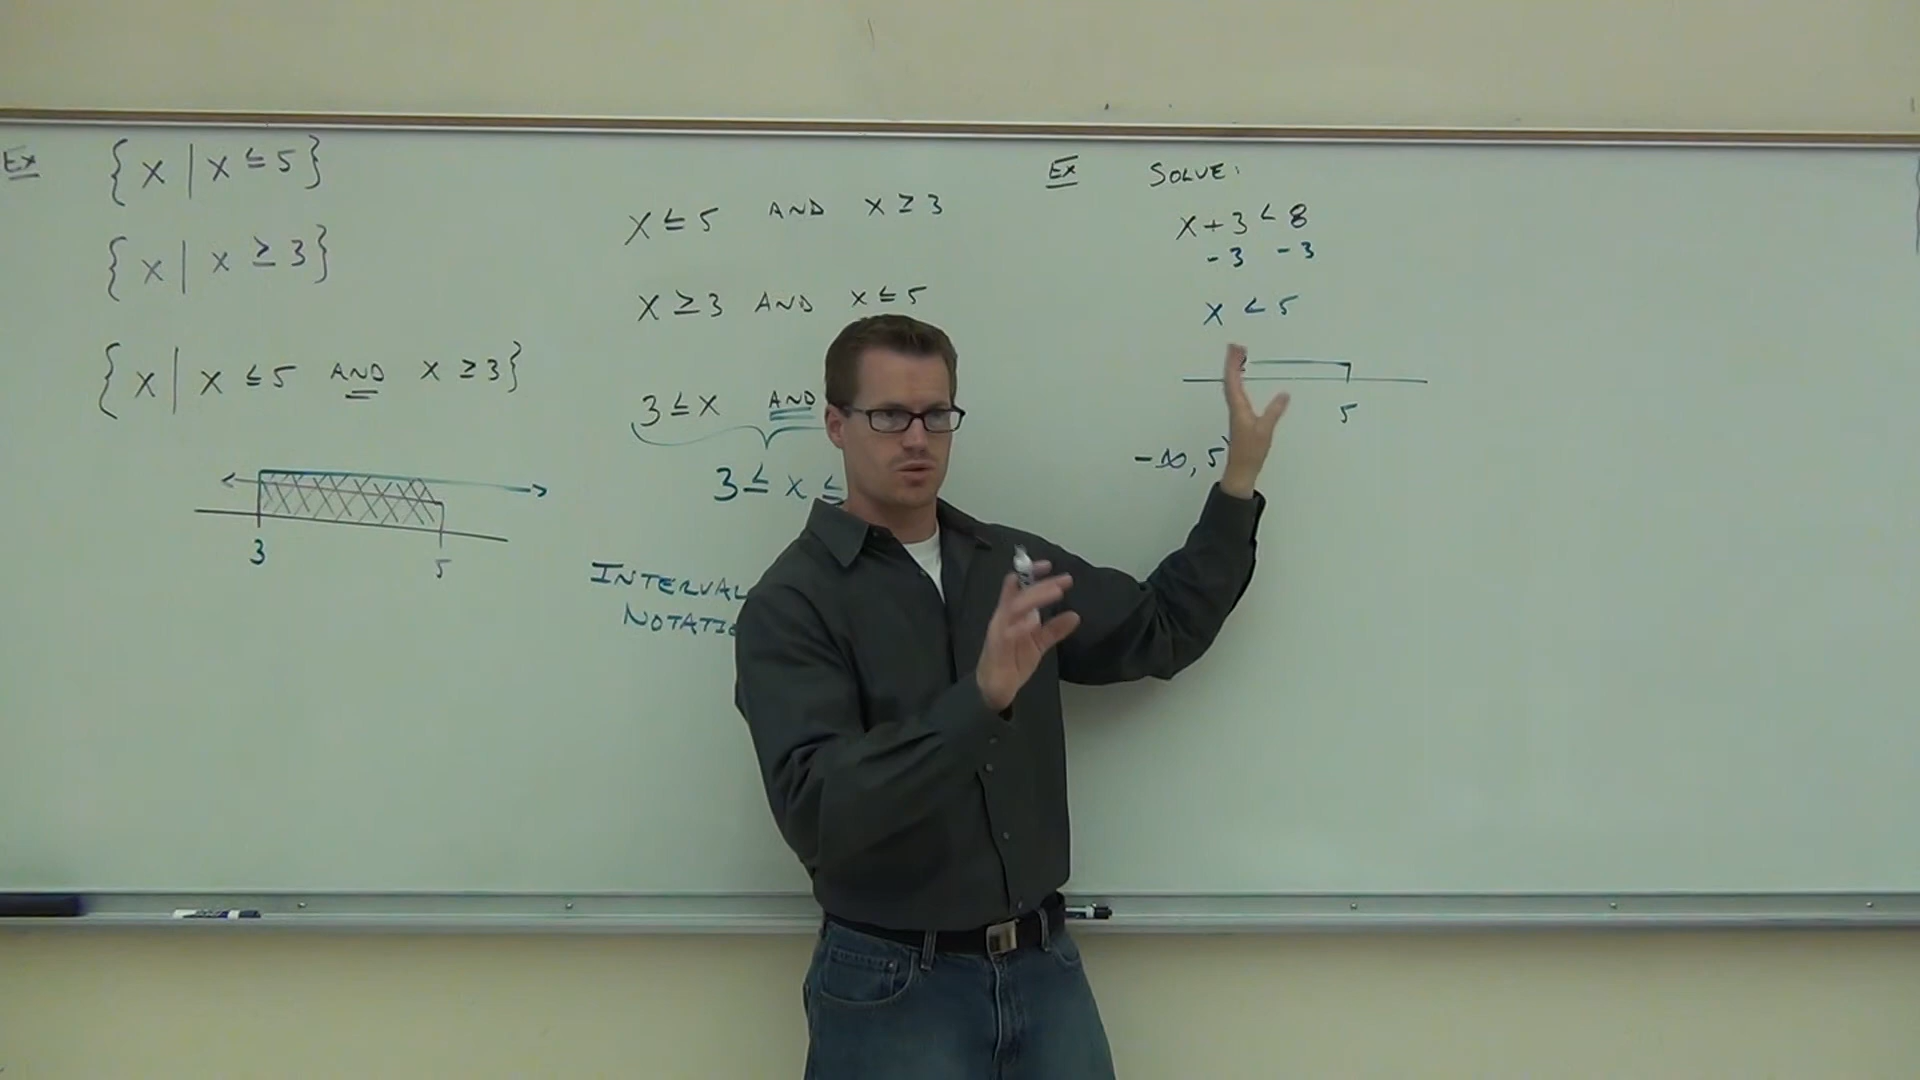 Ex
{x | x ≤ 5}
{x | x ≥ 3}
{x | x ≤ 5 AND x ≥ 3}
3 5
x ≤ 5 AND x ≥ 3
x ≥ 3 AND x ≤ 5
3 ≤ x AND
3 ≤ x ≤
INTERVAL
Ex SOLVE:
x + 3 < 8
- 3 - 3
x < 5
5
-∞, 5)